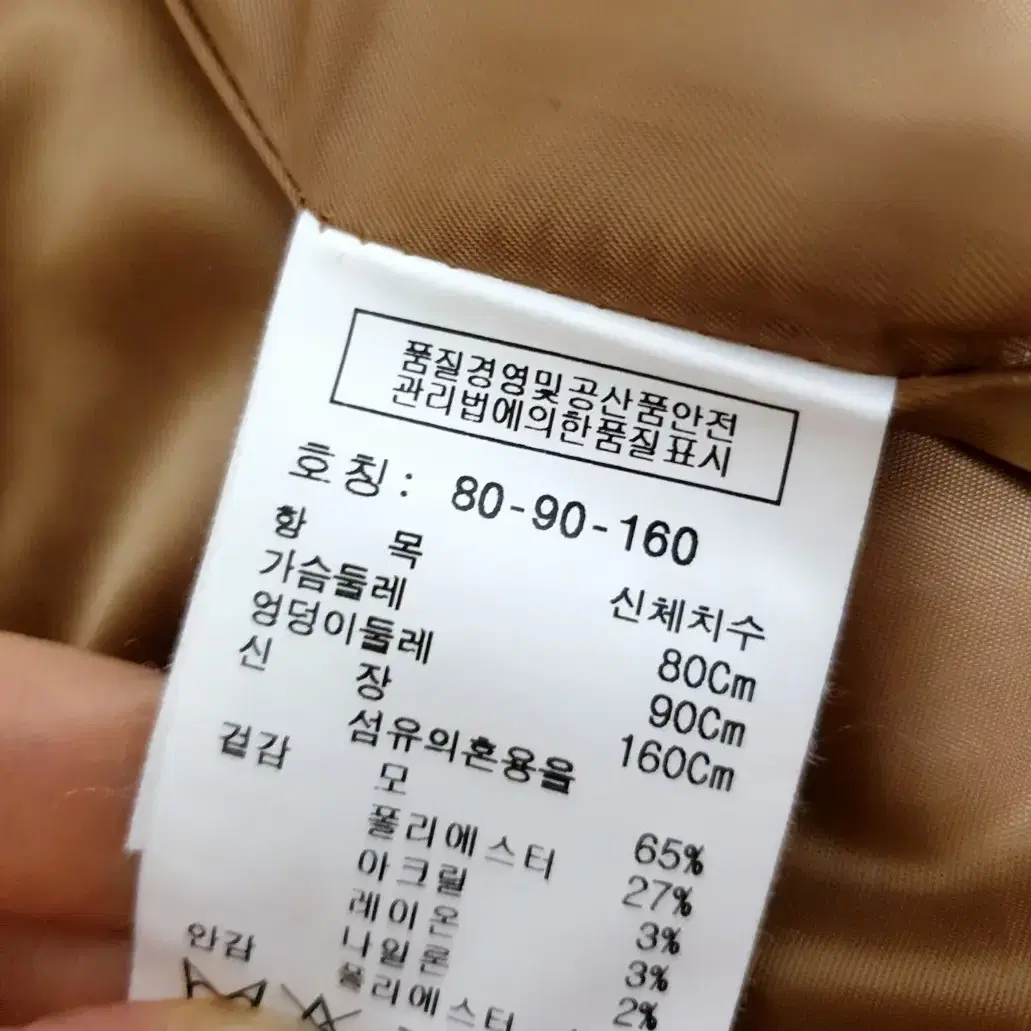 품질경영및공산품안전
관리법에의한품질표시
호칭: 80-90-160
항 목 신체치수
가슴둘레 80Cm
엉덩이둘레 90Cm
신 장 160Cm
섬유의혼용율
겉감 모 65%
폴리에스터 27%
아크릴 3%
레이온 3%
나일론 2%
안감 폴리에스터